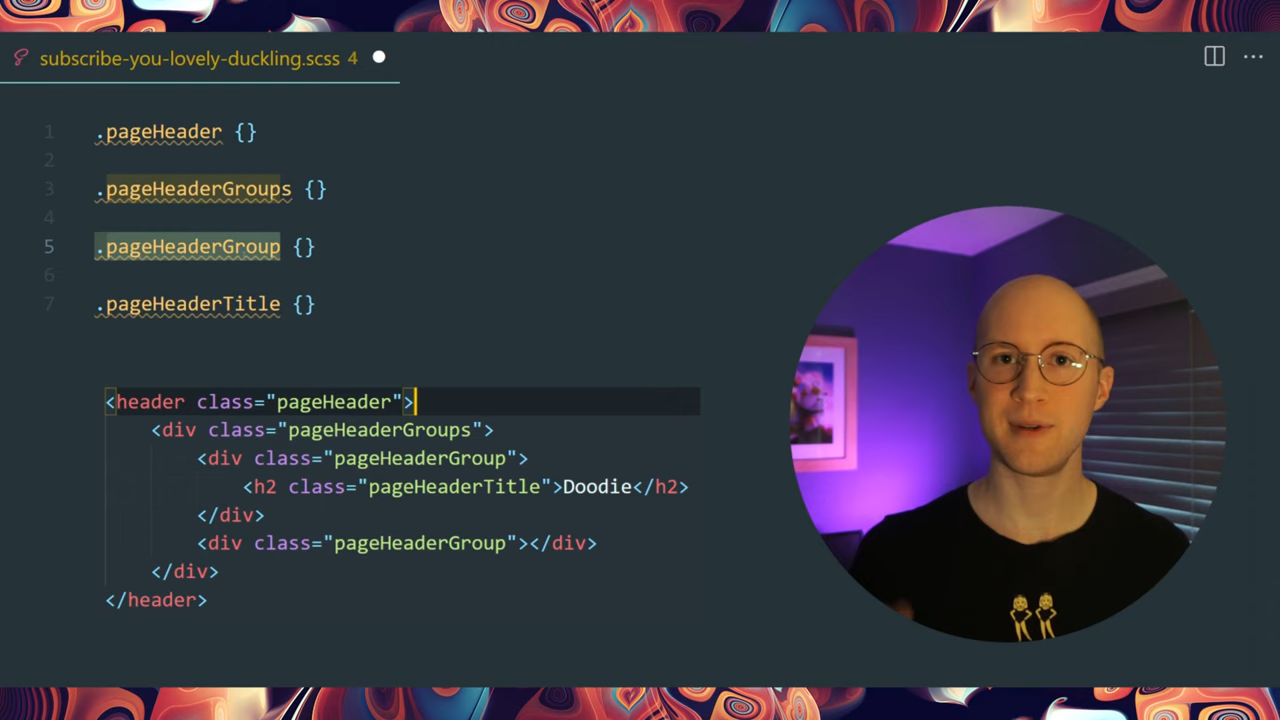 subscribe-you-lovely-duckling.scss 4
1 .pageHeader {}
2
3 .pageHeaderGroups {}
4
5 .pageHeaderGroup {}
6
7 .pageHeaderTitle {}
<header class="pageHeader">
<div class="pageHeaderGroups">
<div class="pageHeaderGroup">
<h2 class="pageHeaderTitle">Doodie</h2>
</div>
<div class="pageHeaderGroup"></div>
</div>
</header>